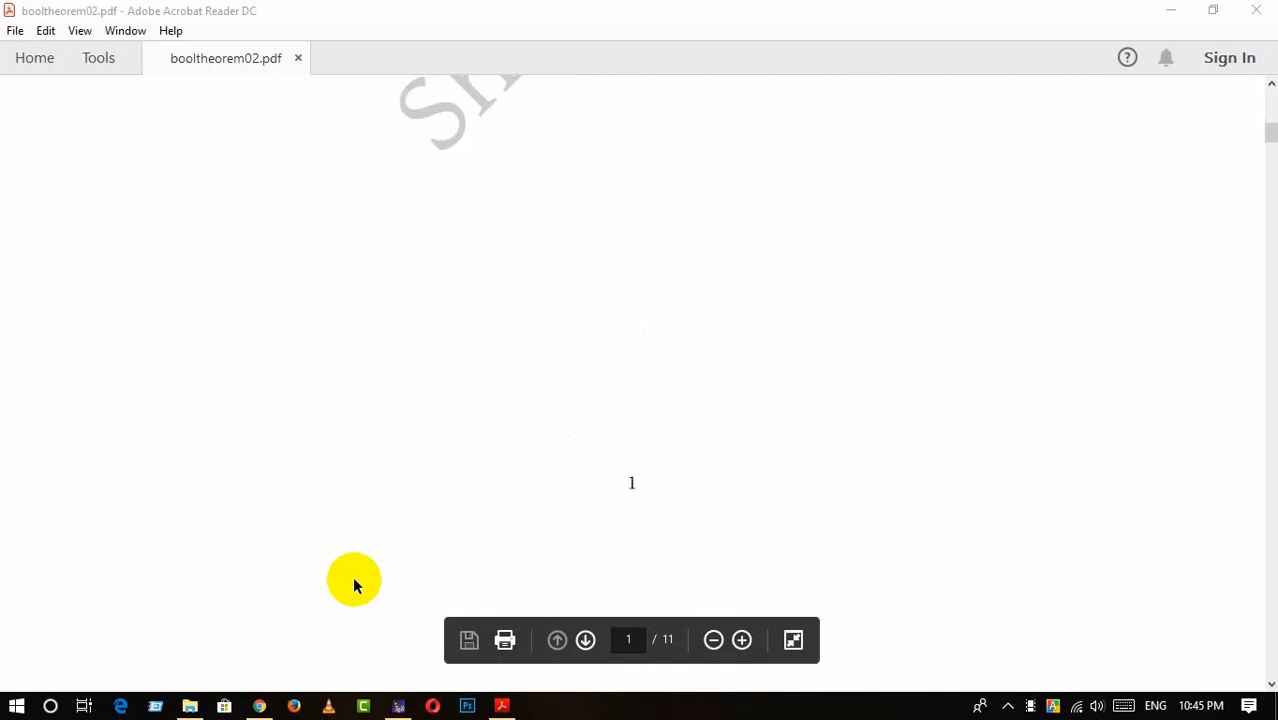 booltheorem02.pdf - Adobe Acrobat Reader DC
File Edit View Window Help
Home Tools booltheorem02.pdf × ? Sign In
1
1 / 11
ENG 10:45 PM